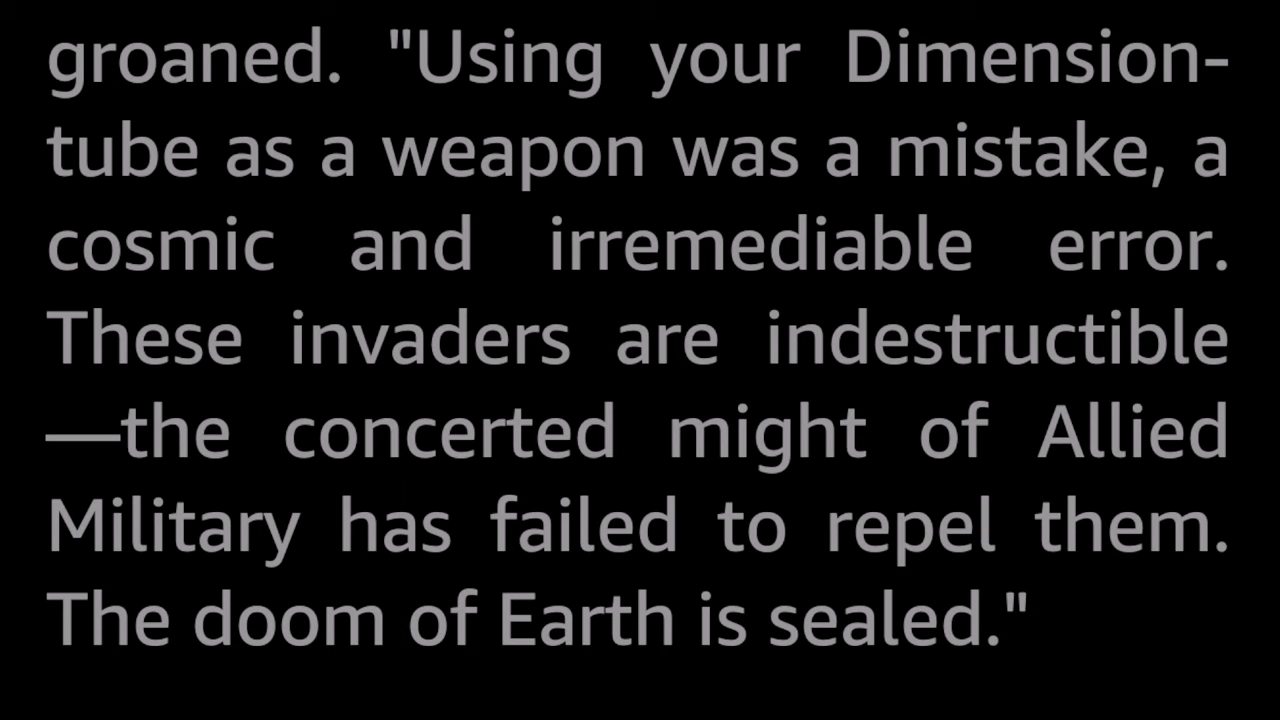 groaned. "Using your Dimension-
tube as a weapon was a mistake, a
cosmic and irremediable error.
These invaders are indestructible
—the concerted might of Allied
Military has failed to repel them.
The doom of Earth is sealed."